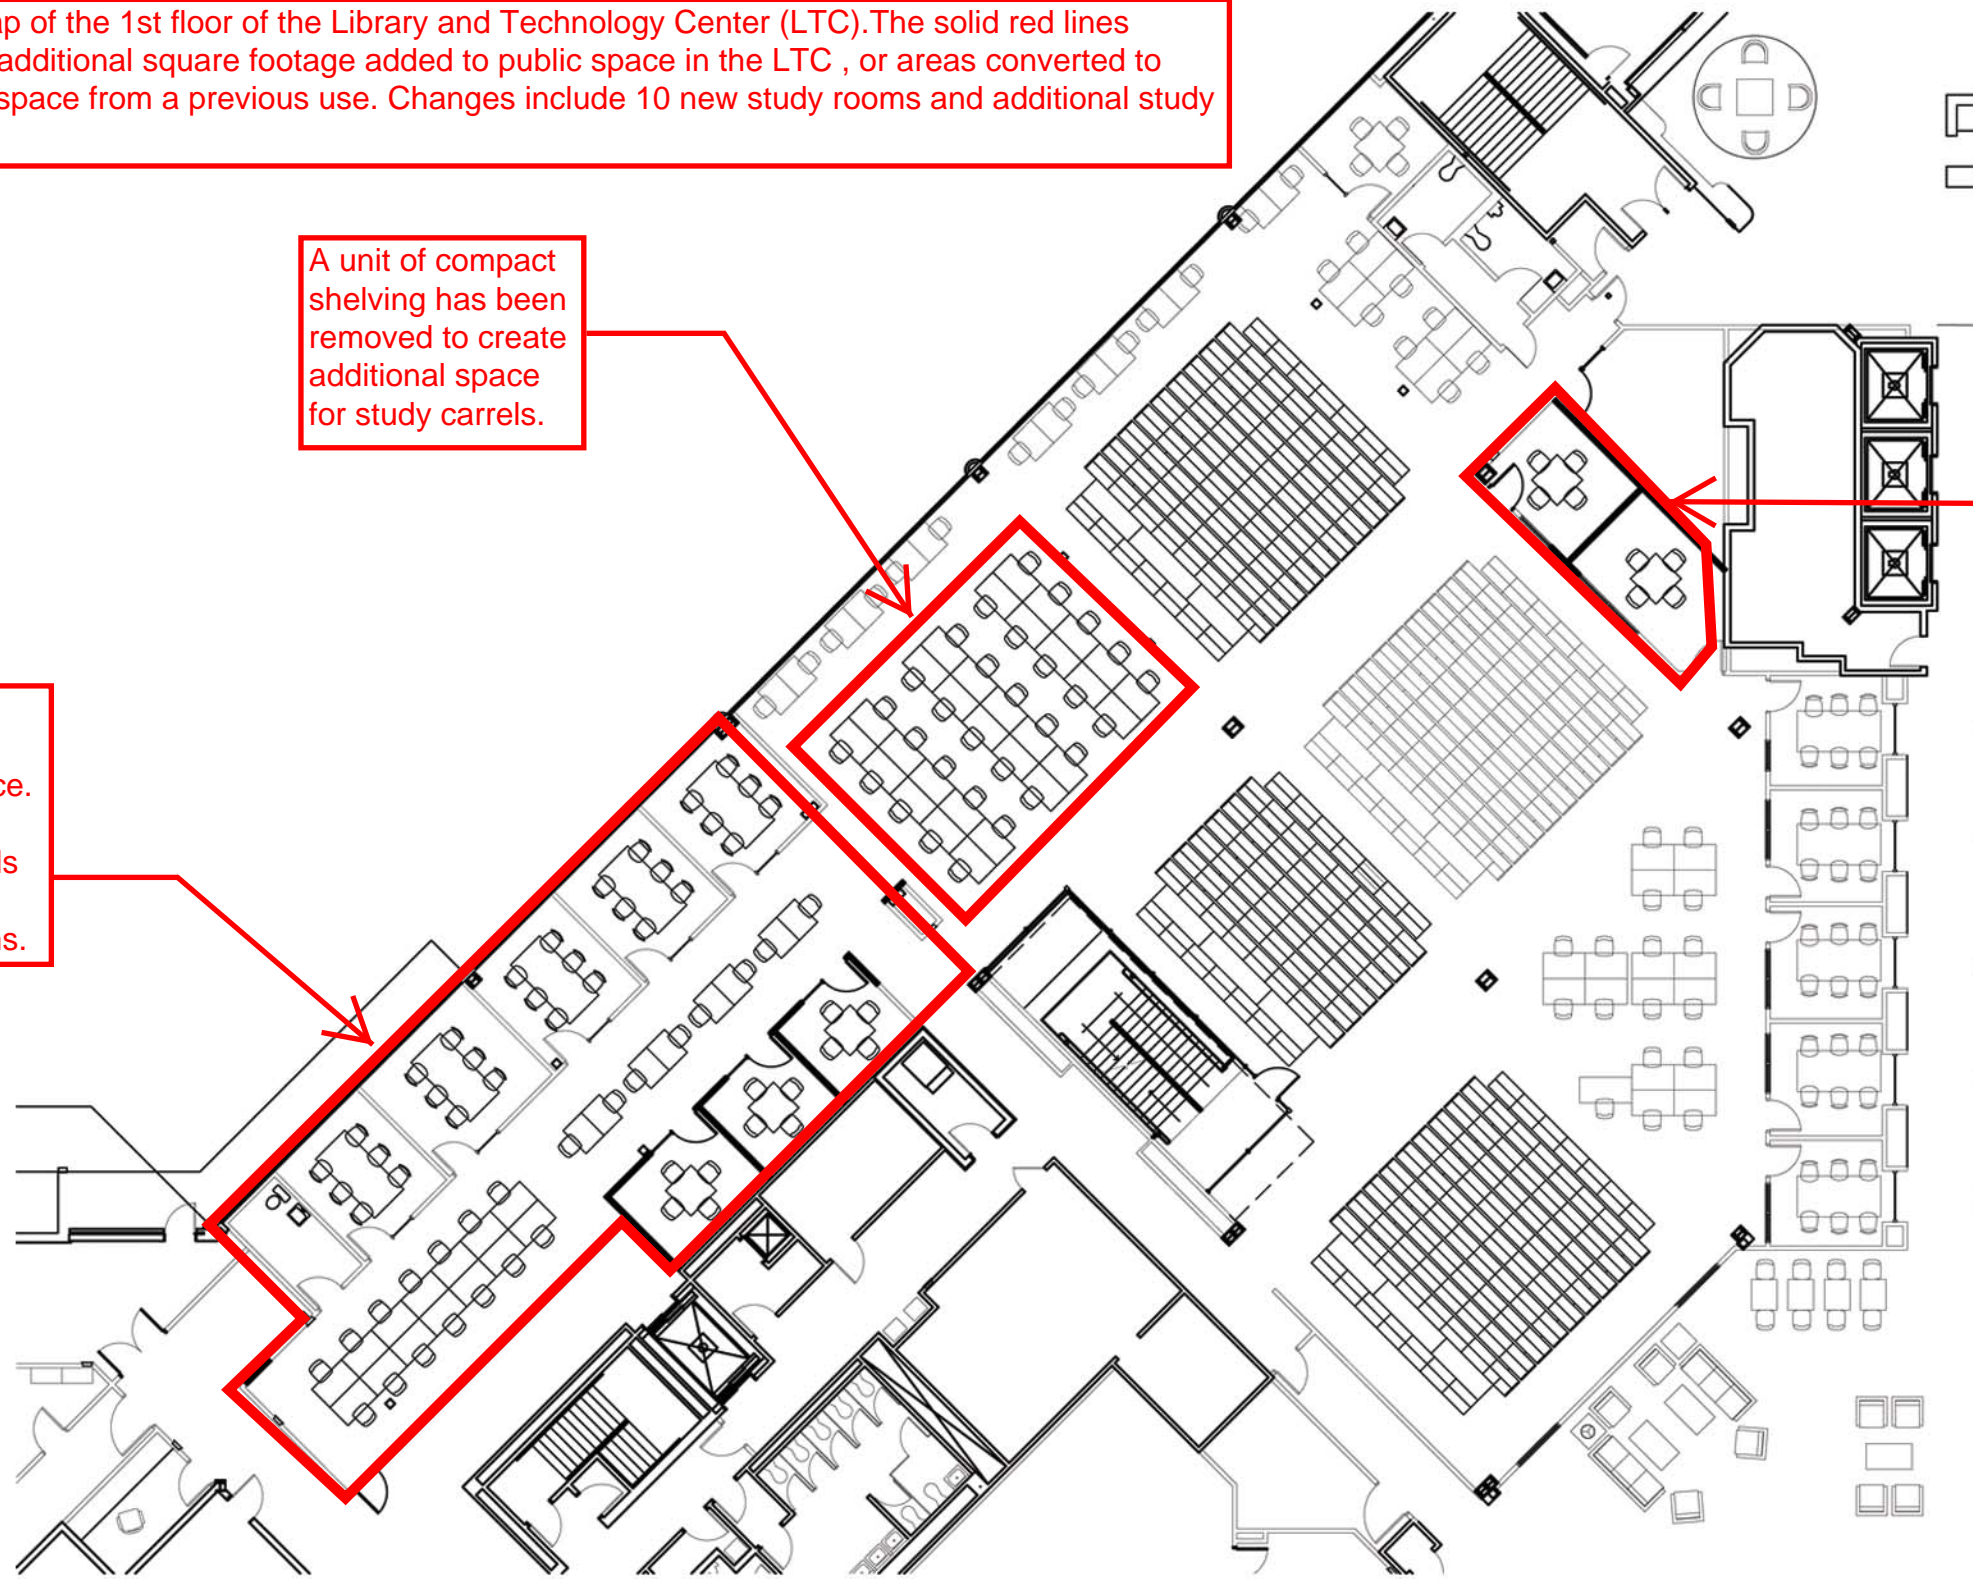 of the 1st floor of the Library and Technology Center (LTC).The solid red lines
additional square footage added to public space in the LTC , or areas converted to
space from a previous use. Changes include 10 new study rooms and additional study
A unit of compact
shelving has been
removed to create
additional space
for study carrels.